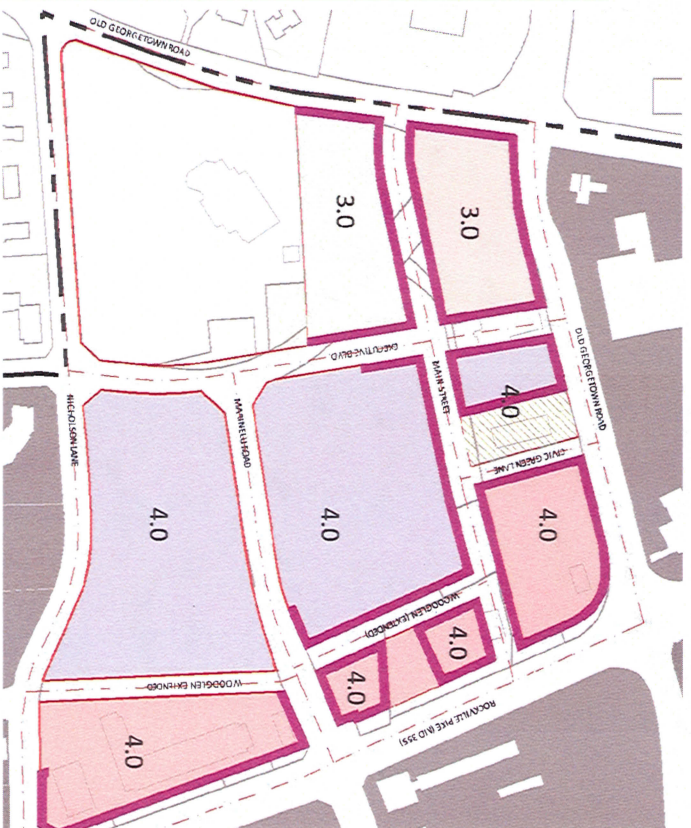 OLD GEORGETOWN ROAD
3.0
3.0
OLD GEORGETOWN ROAD
EXECUTIVE BLVD
MAIN STREET
4.0
CIVIC GREEN LANE
NICHOLSON LANE
MARINELLI ROAD
4.0
4.0
4.0
WOODGLEN (EXTENDED)
4.0
4.0
WOODGLEN EXTENDED
ROCKVILLE PIKE (MD 355)
4.0